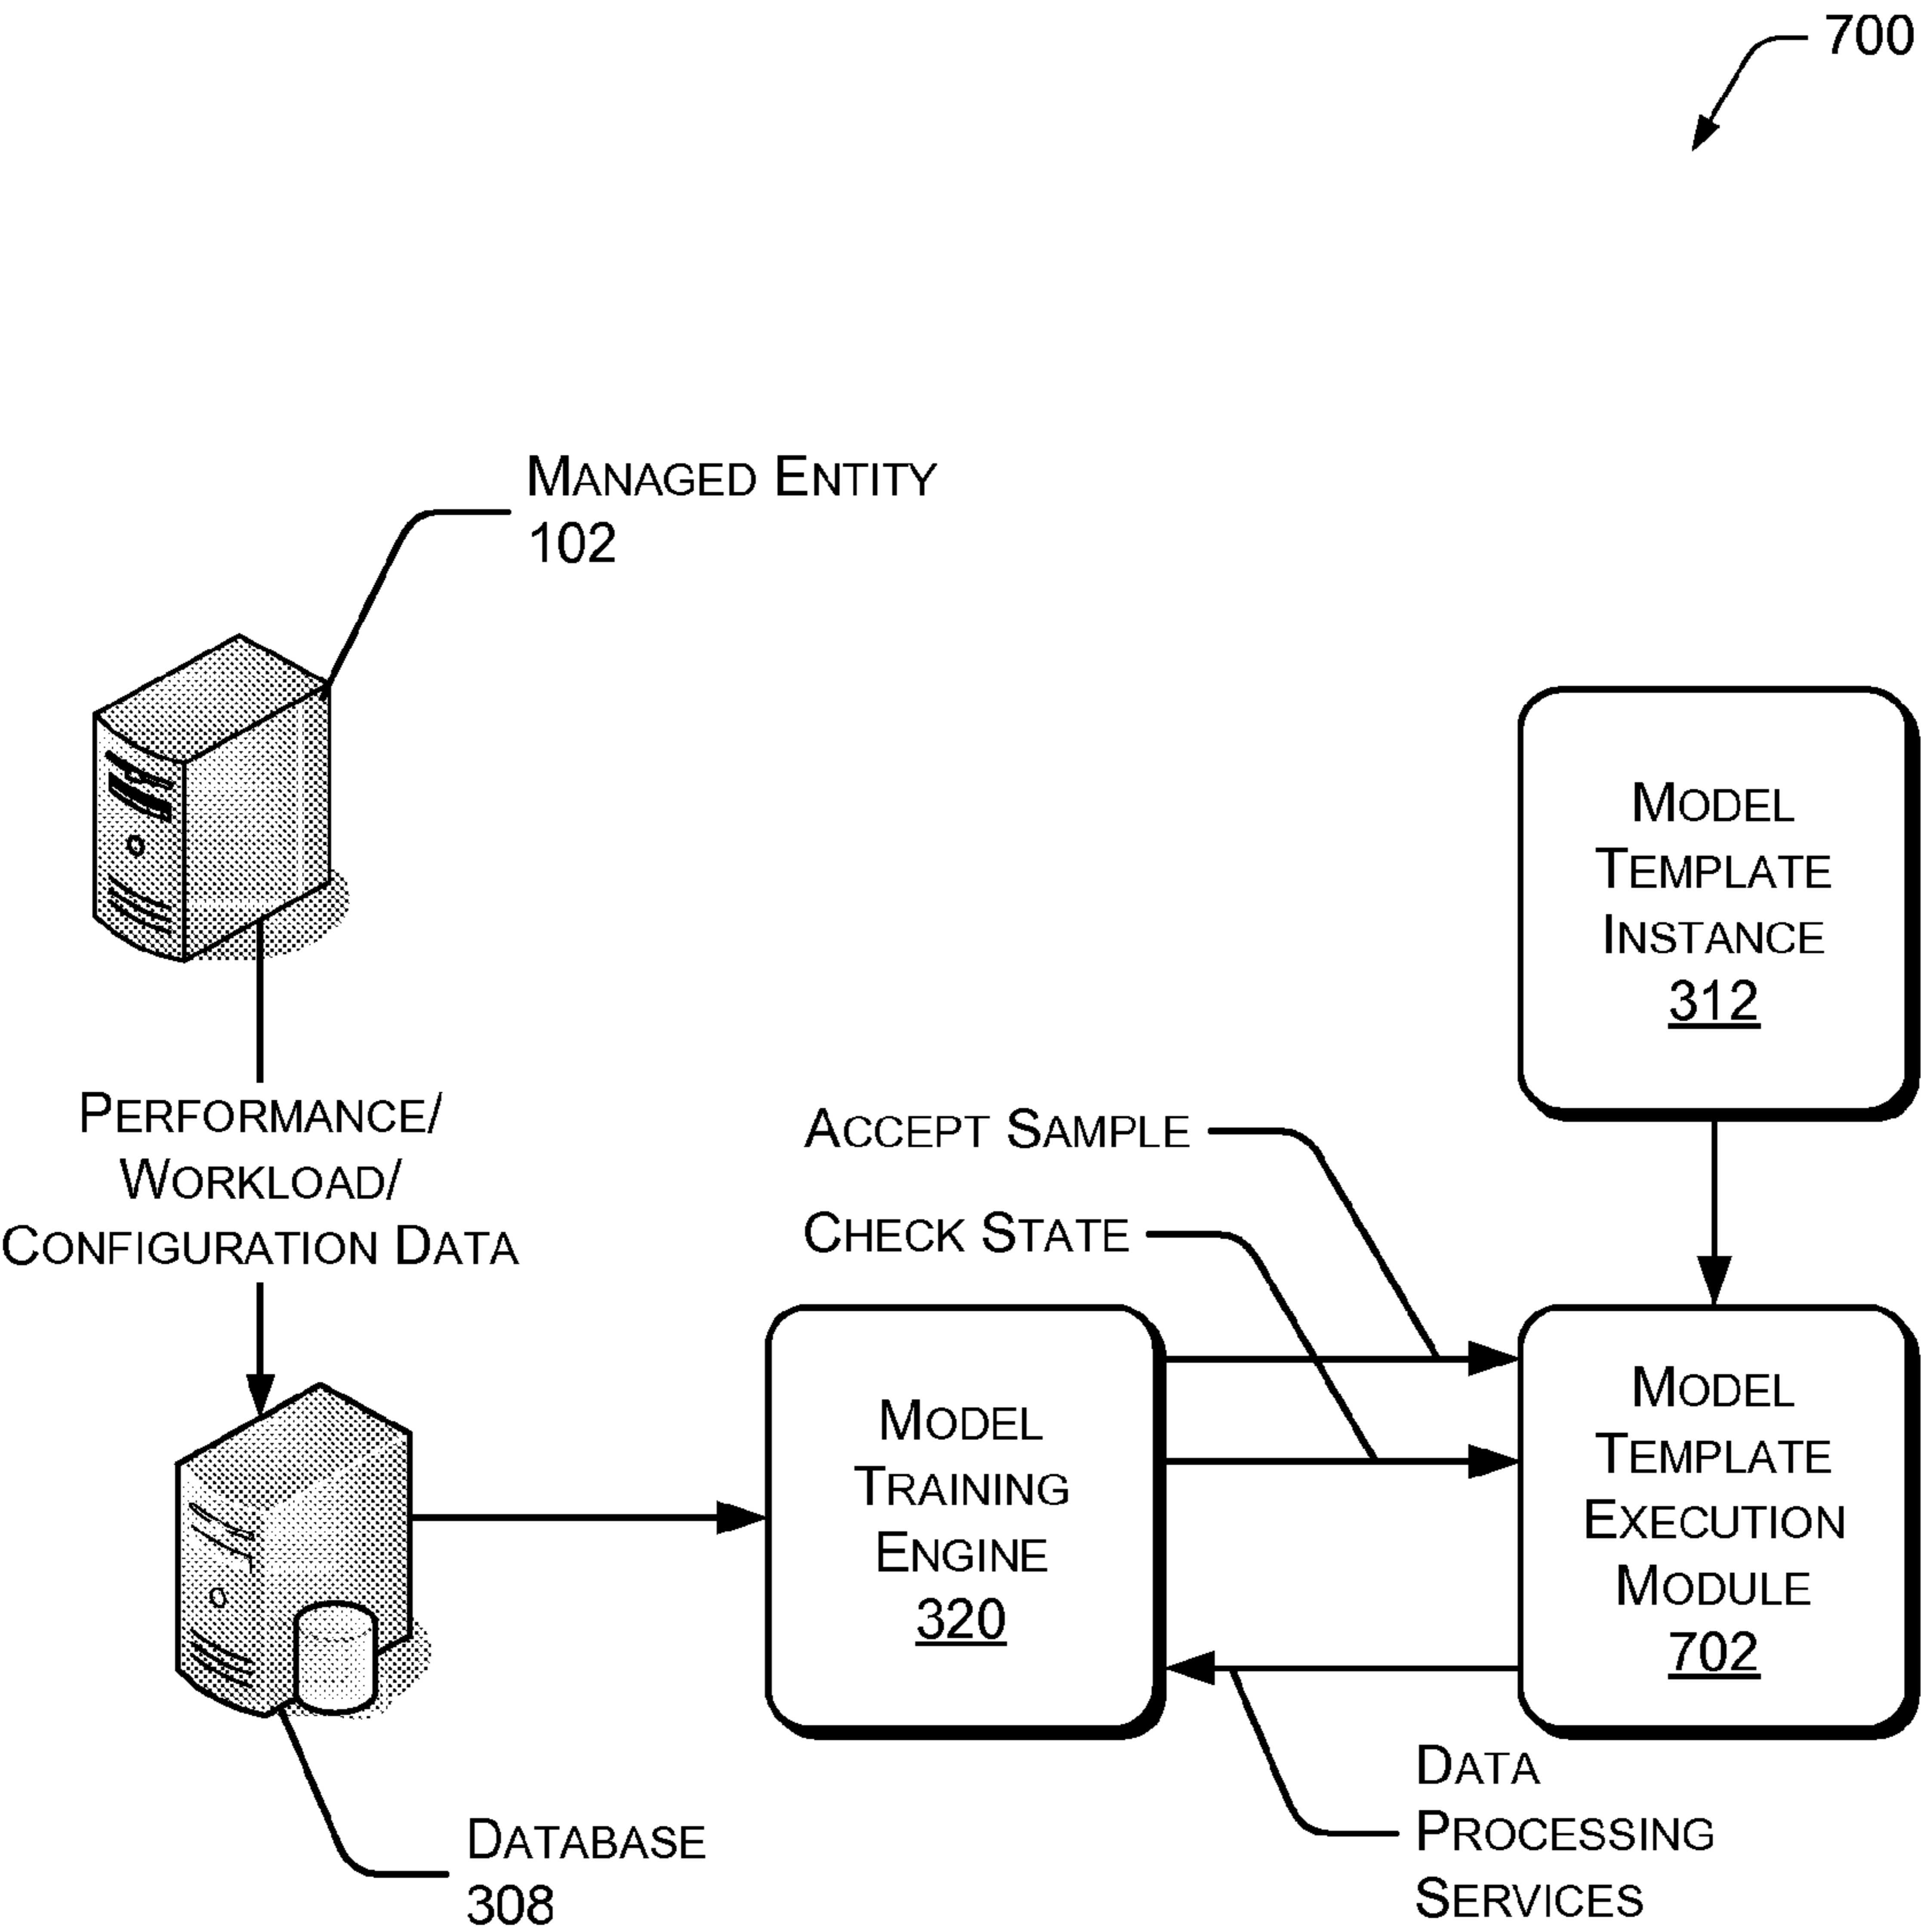 700
MANAGED ENTITY
102
MODEL
TEMPLATE
INSTANCE
312
PERFORMANCE/
WORKLOAD/
CONFIGURATION DATA
ACCEPT SAMPLE
CHECK STATE
MODEL
TRAINING
ENGINE
320
MODEL
TEMPLATE
EXECUTION
MODULE
702
DATA
PROCESSING
SERVICES
DATABASE
308